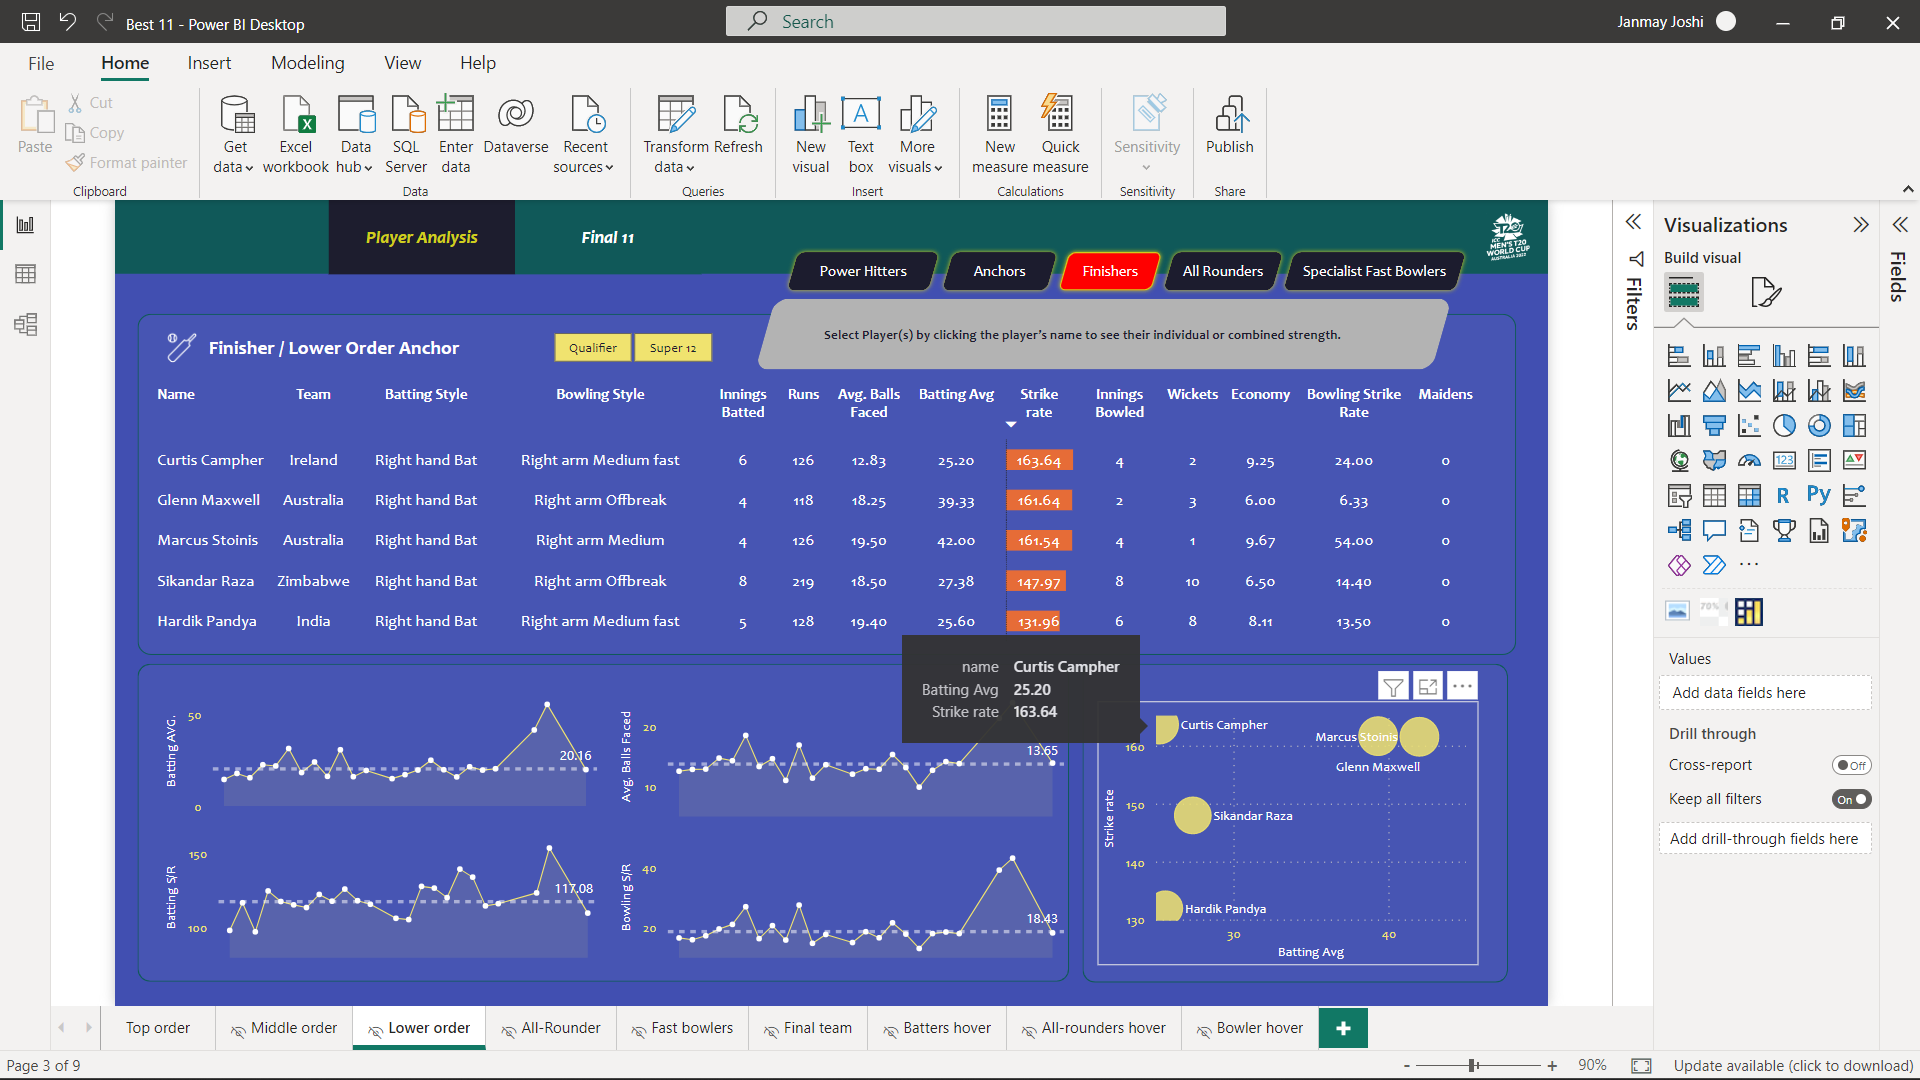 Best 11 - Power BI Desktop
Search
Janmay Joshi
File
Home
Insert
Modeling
View
Help
Paste
Cut
Copy
Format painter
Clipboard
Get data
Excel workbook
Data hub
SQL Server
Enter data
Dataverse
Recent sources
Data
Transform data
Refresh
Queries
New visual
Text box
More visuals
Insert
New measure
Quick measure
Calculations
Sensitivity
Sensitivity
Publish
Share
Player Analysis
Final 11
ICC
MEN'S T20
WORLD CUP
AUSTRALIA 2022
Power Hitters
Anchors
Finishers
All Rounders
Specialist Fast Bowlers
Select Player(s) by clicking the player's name to see their individual or combined strength.
Finisher / Lower Order Anchor
Qualifier
Super 12
Name Team Batting Style Bowling Style Innings Batted Runs Avg. Balls Faced Batting Avg Strike rate Innings Bowled Wickets Economy Bowling Strike Rate Maidens
Curtis Campher Ireland Right hand Bat Right arm Medium fast 6 126 12.83 25.20 163.64 4 2 9.25 24.00 0
Glenn Maxwell Australia Right hand Bat Right arm Offbreak 4 118 18.25 39.33 161.64 2 3 6.00 6.33 0
Marcus Stoinis Australia Right hand Bat Right arm Medium 4 126 19.50 42.00 161.54 4 1 9.67 54.00 0
Sikandar Raza Zimbabwe Right hand Bat Right arm Offbreak 8 219 18.50 27.38 147.97 8 10 6.50 14.40 0
Hardik Pandya India Right hand Bat Right arm Medium fast 5 128 19.40 25.60 131.96 6 8 8.11 13.50 0
name Curtis Campher
Batting Avg 25.20
Strike rate 163.64
Batting AVG.
50
0
20.16
Avg. Balls Faced
20
10
13.65
Batting S/R
150
100
117.08
Bowling S/R
40
20
18.43
Strike rate
160
150
140
130
Curtis Campher
Marcus Stoinis
Glenn Maxwell
Sikandar Raza
Hardik Pandya
30
40
Batting Avg
Filters
Visualizations
Build visual
123
R
Py
70%
Values
Add data fields here
Drill through
Cross-report
Off
Keep all filters
On
Add drill-through fields here
Fields
Top order
Middle order
Lower order
All-Rounder
Fast bowlers
Final team
Batters hover
All-rounders hover
Bowler hover
+
Page 3 of 9
- + 90%
Update available (click to download)